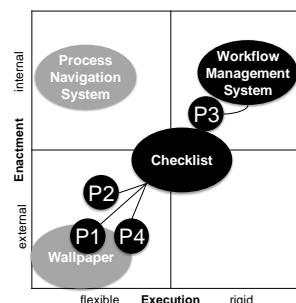 internal
Enactment
external
Process
Navigation
System
Workflow
Management
System
P3
Checklist
P2
P1
P4
Wallpaper
flexible
Execution
rigid